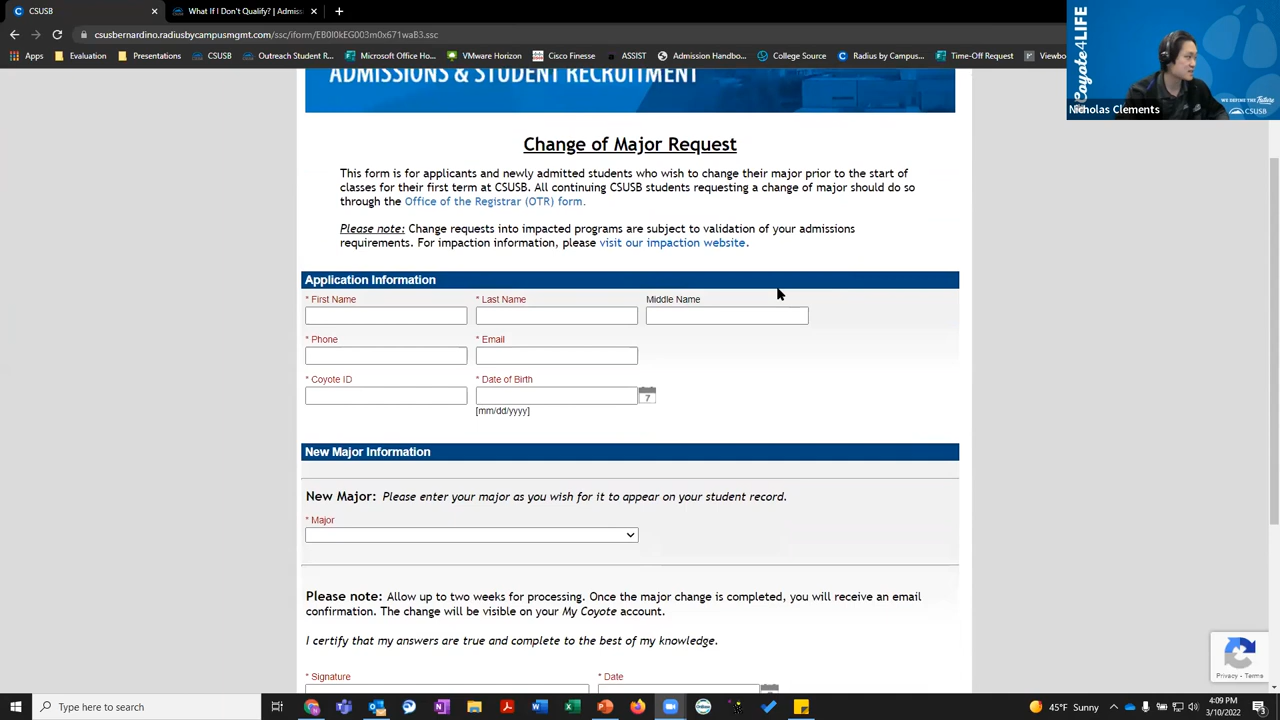 CSUSB
What If I Don't Qualify? | Admiss
csusbernardino.radiusbycampusmgmt.com/ssc/iform/EB0I0kEG003m0x671waB3.ssc
Apps
Evaluation
Presentations
CSUSB
Outreach Student R...
Microsoft Office Ho...
VMware Horizon
Cisco Finesse
ASSIST
Admission Handbo...
College Source
Radius by Campus...
Time-Off Request
Viewbo
Coyote4LIFE
Nicholas Clements
WE DEFINE THE Future
CSUSB
ADMISSIONS & STUDENT RECRUITMENT
Change of Major Request
This form is for applicants and newly admitted students who wish to change their major prior to the start of
classes for their first term at CSUSB. All continuing CSUSB students requesting a change of major should do so
through the Office of the Registrar (OTR) form.
Please note: Change requests into impacted programs are subject to validation of your admissions
requirements. For impaction information, please visit our impaction website.
Application Information
* First Name
* Last Name
Middle Name
* Phone
* Email
* Coyote ID
* Date of Birth
7
[mm/dd/yyyy]
New Major Information
New Major: Please enter your major as you wish for it to appear on your student record.
* Major
Please note: Allow up to two weeks for processing. Once the major change is completed, you will receive an email
confirmation. The change will be visible on your My Coyote account.
I certify that my answers are true and complete to the best of my knowledge.
* Signature
* Date
Privacy - Terms
Type here to search
45°F Sunny
4:09 PM
3/10/2022